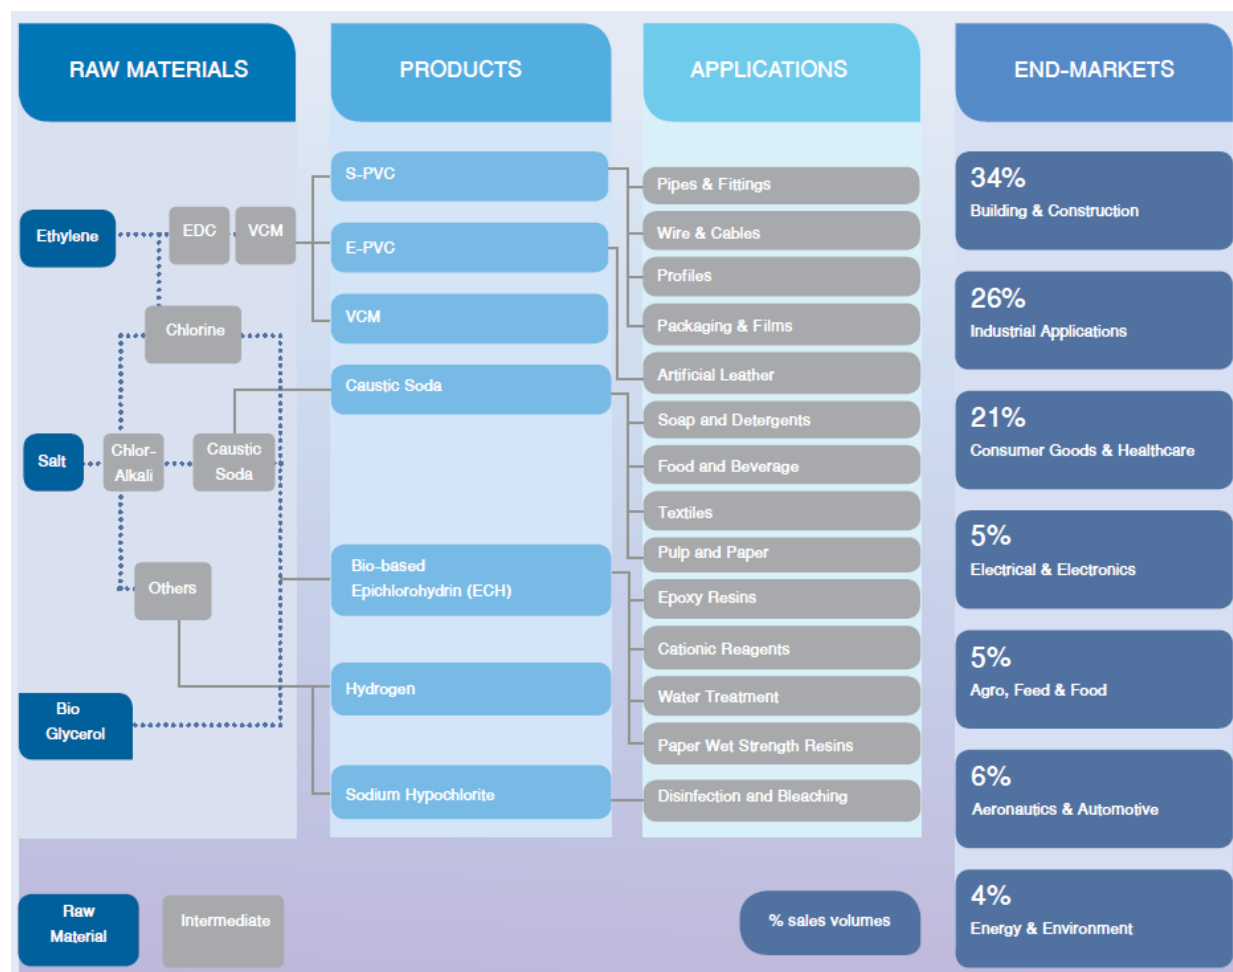 RAW MATERIALS
PRODUCTS
APPLICATIONS
END-MARKETS
Ethylene
EDC
VCM
Chlorine
Salt
Chlor-
Alkali
Caustic
Soda
Others
Bio
Glycerol
S-PVC
E-PVC
VCM
Caustic Soda
Bio-based
Epichlorohydrin (ECH)
Hydrogen
Sodium Hypochlorite
Pipes & Fittings
Wire & Cables
Profiles
Packaging & Films
Artificial Leather
Soap and Detergents
Food and Beverage
Textiles
Pulp and Paper
Epoxy Resins
Cationic Reagents
Water Treatment
Paper Wet Strength Resins
Disinfection and Bleaching
34%
Building & Construction
26%
Industrial Applications
21%
Consumer Goods & Healthcare
5%
Electrical & Electronics
5%
Agro, Feed & Food
6%
Aeronautics & Automotive
4%
Energy & Environment
Raw
Material
Intermediate
% sales volumes